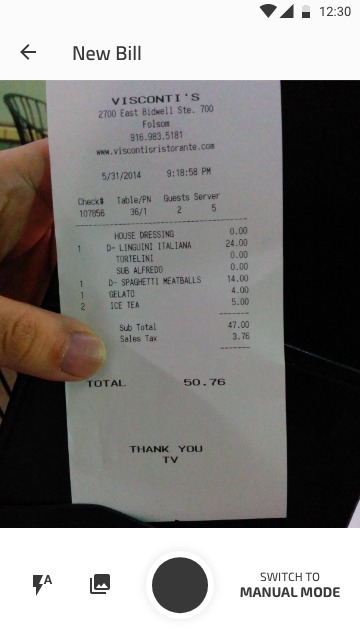 12:30
New Bill
VISCONTI'S
2700 East Bidwell Ste. 700
Folsom
916.983.5181
www.viscontisristorante.com
5/31/2014 9:18:58 PM
Check# Table/PN Guests Server
107856 36/1 2 5
HOUSE DRESSING 0.00
1 D- LINGUINI ITALIANA 24.00
TORTELINI 0.00
SUB ALFREDO 0.00
1 D- SPAGHETTI MEATBALLS 14.00
1 GELATO 4.00
2 ICE TEA 5.00
Sub Total 47.00
Sales Tax 3.76
TOTAL 50.76
THANK YOU
TV
A
SWITCH TO
MANUAL MODE